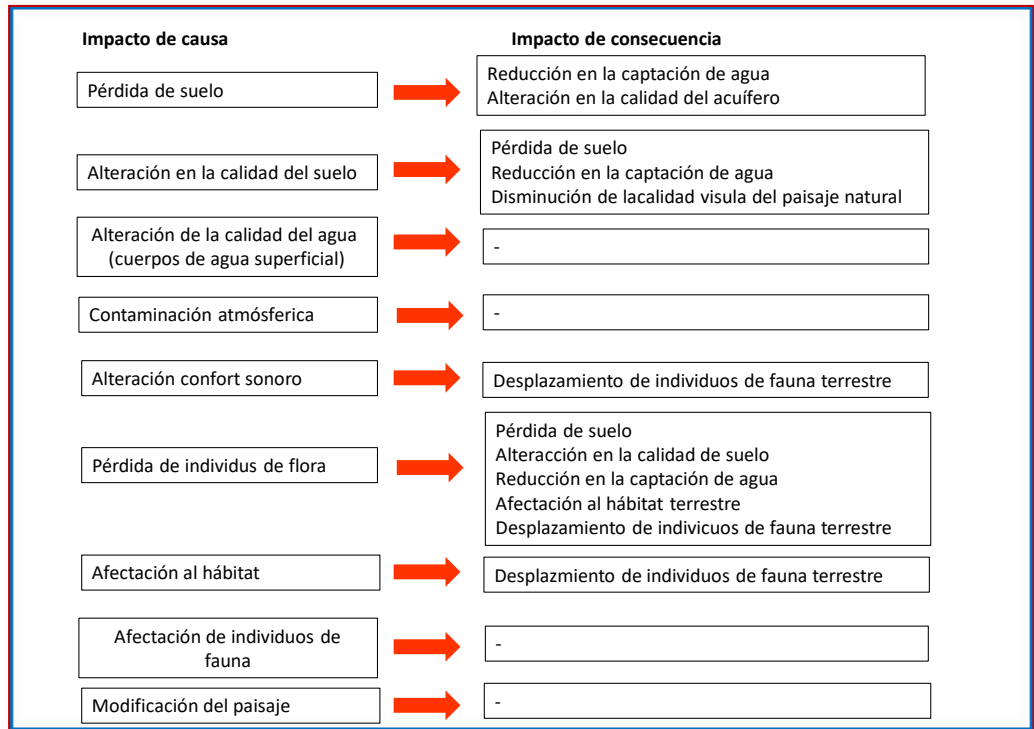 Impacto de causa
Impacto de consecuencia
Pérdida de suelo
Reducción en la captación de agua
Alteración en la calidad del acuífero
Alteración en la calidad del suelo
Pérdida de suelo
Reducción en la captación de agua
Disminución de lacalidad visula del paisaje natural
Alteración de la calidad del agua
(cuerpos de agua superficial)
-
Contaminación atmósferica
-
Alteración confort sonoro
Desplazamiento de individuos de fauna terrestre
Pérdida de individus de flora
Pérdida de suelo
Alteracción en la calidad de suelo
Reducción en la captación de agua
Afectación al hábitat terrestre
Desplazamiento de indivicuos de fauna terrestre
Afectación al hábitat
Desplazmiento de individuos de fauna terrestre
Afectación de individuos de
fauna
-
Modificación del paisaje
-